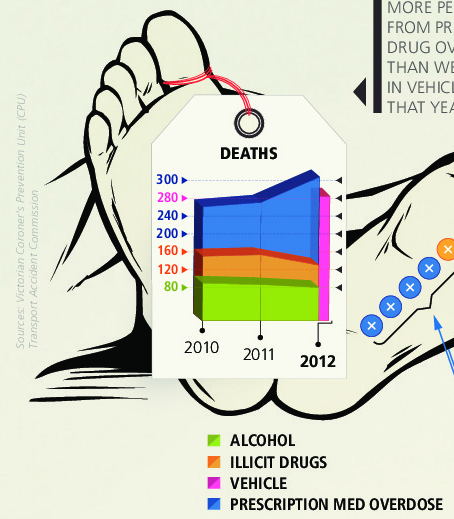 MORE PE
FROM PR
DRUG OV
THAN WE
IN VEHIC
THAT YEA
Sources: Victorian Coroner's Prevention Unit (CPU)
Transport Accident Commission
DEATHS
300
280
240
200
160
120
80
2010
2011
2012
ALCOHOL
ILLICIT DRUGS
VEHICLE
PRESCRIPTION MED OVERDOSE